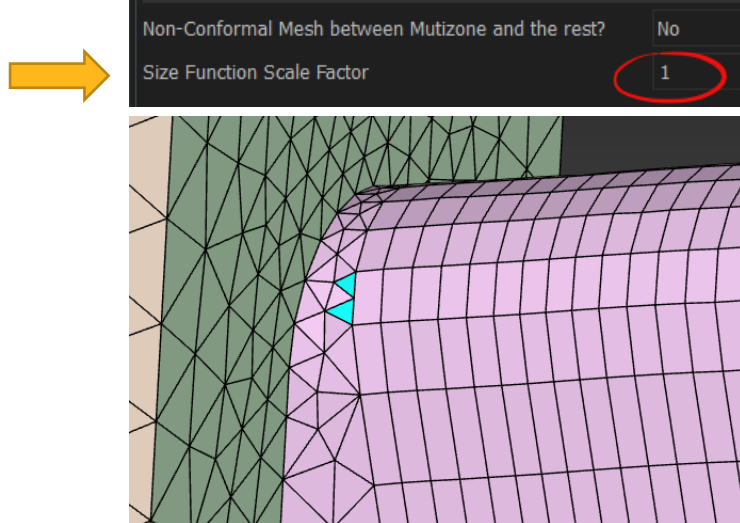 Non-Conformal Mesh between Mutizone and the rest? No
Size Function Scale Factor 1